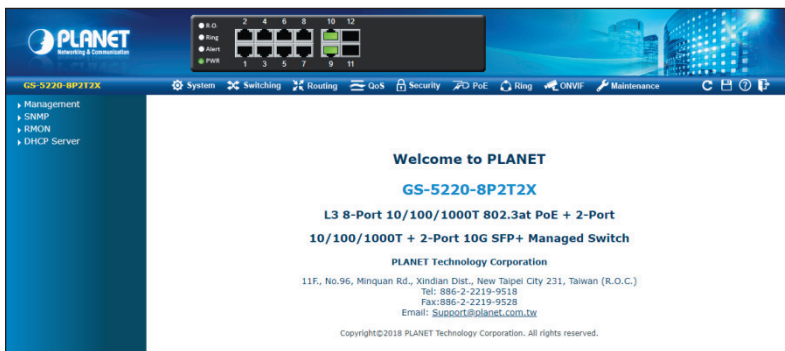 PLANET
Networking & Communication
R.O.
Ring
Alert
PWR
2 4 6 8 10 12
1 3 5 7 9 11
GS-5220-8P2T2X
System Switching Routing QoS Security PoE Ring ONVIF Maintenance
Management
SNMP
RMON
DHCP Server
Welcome to PLANET
GS-5220-8P2T2X
L3 8-Port 10/100/1000T 802.3at PoE + 2-Port
10/100/1000T + 2-Port 10G SFP+ Managed Switch
PLANET Technology Corporation
11F., No.96, Minquan Rd., Xindian Dist., New Taipei City 231, Taiwan (R.O.C.)
Tel: 886-2-2219-9518
Fax:886-2-2219-9528
Email: Support@planet.com.tw
Copyright©2018 PLANET Technology Corporation. All rights reserved.